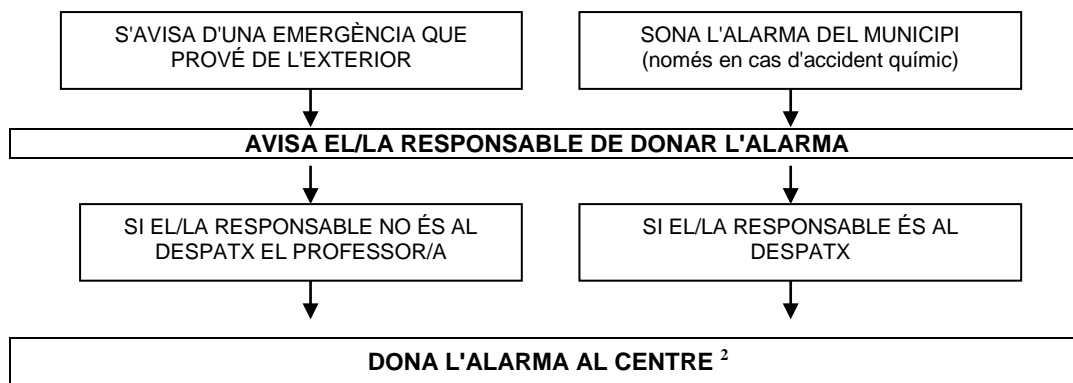 S'AVISA D'UNA EMERGÈNCIA QUE
PROVÉ DE L'EXTERIOR
SONA L'ALARMA DEL MUNICIPI
(només en cas d'accident químic)
AVISA EL/LA RESPONSABLE DE DONAR L'ALARMA
SI EL/LA RESPONSABLE NO ÉS AL
DESPATX EL PROFESSOR/A
SI EL/LA RESPONSABLE ÉS AL
DESPATX
DONA L'ALARMA AL CENTRE ²